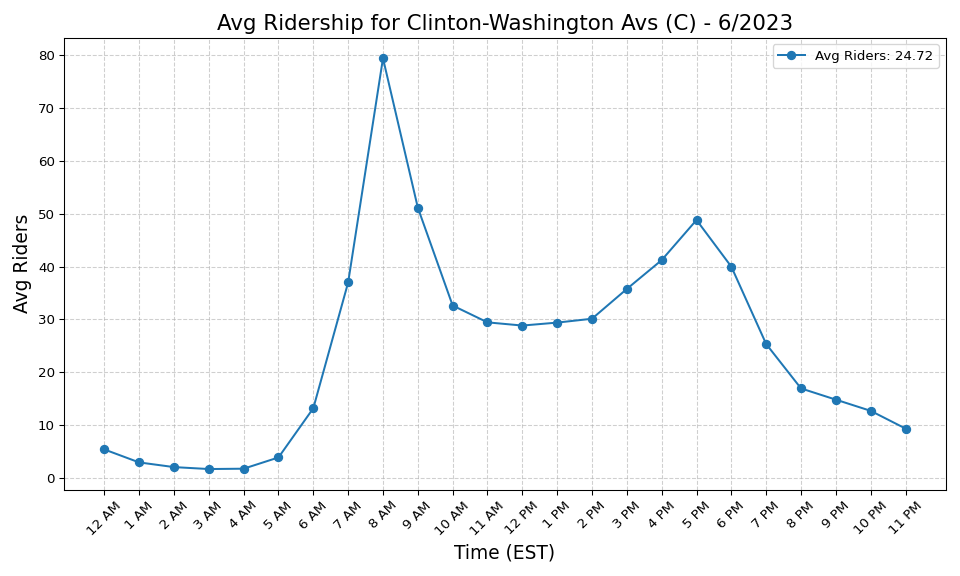 Avg Ridership for Clinton-Washington Avs (C) - 6/2023
Avg Riders: 24.72
80
70
60
50
40
30
20
10
0
Avg Riders
12 AM
1 AM
2 AM
3 AM
4 AM
5 AM
6 AM
7 AM
8 AM
9 AM
10 AM
11 AM
12 PM
1 PM
2 PM
3 PM
4 PM
5 PM
6 PM
7 PM
8 PM
9 PM
10 PM
11 PM
Time (EST)